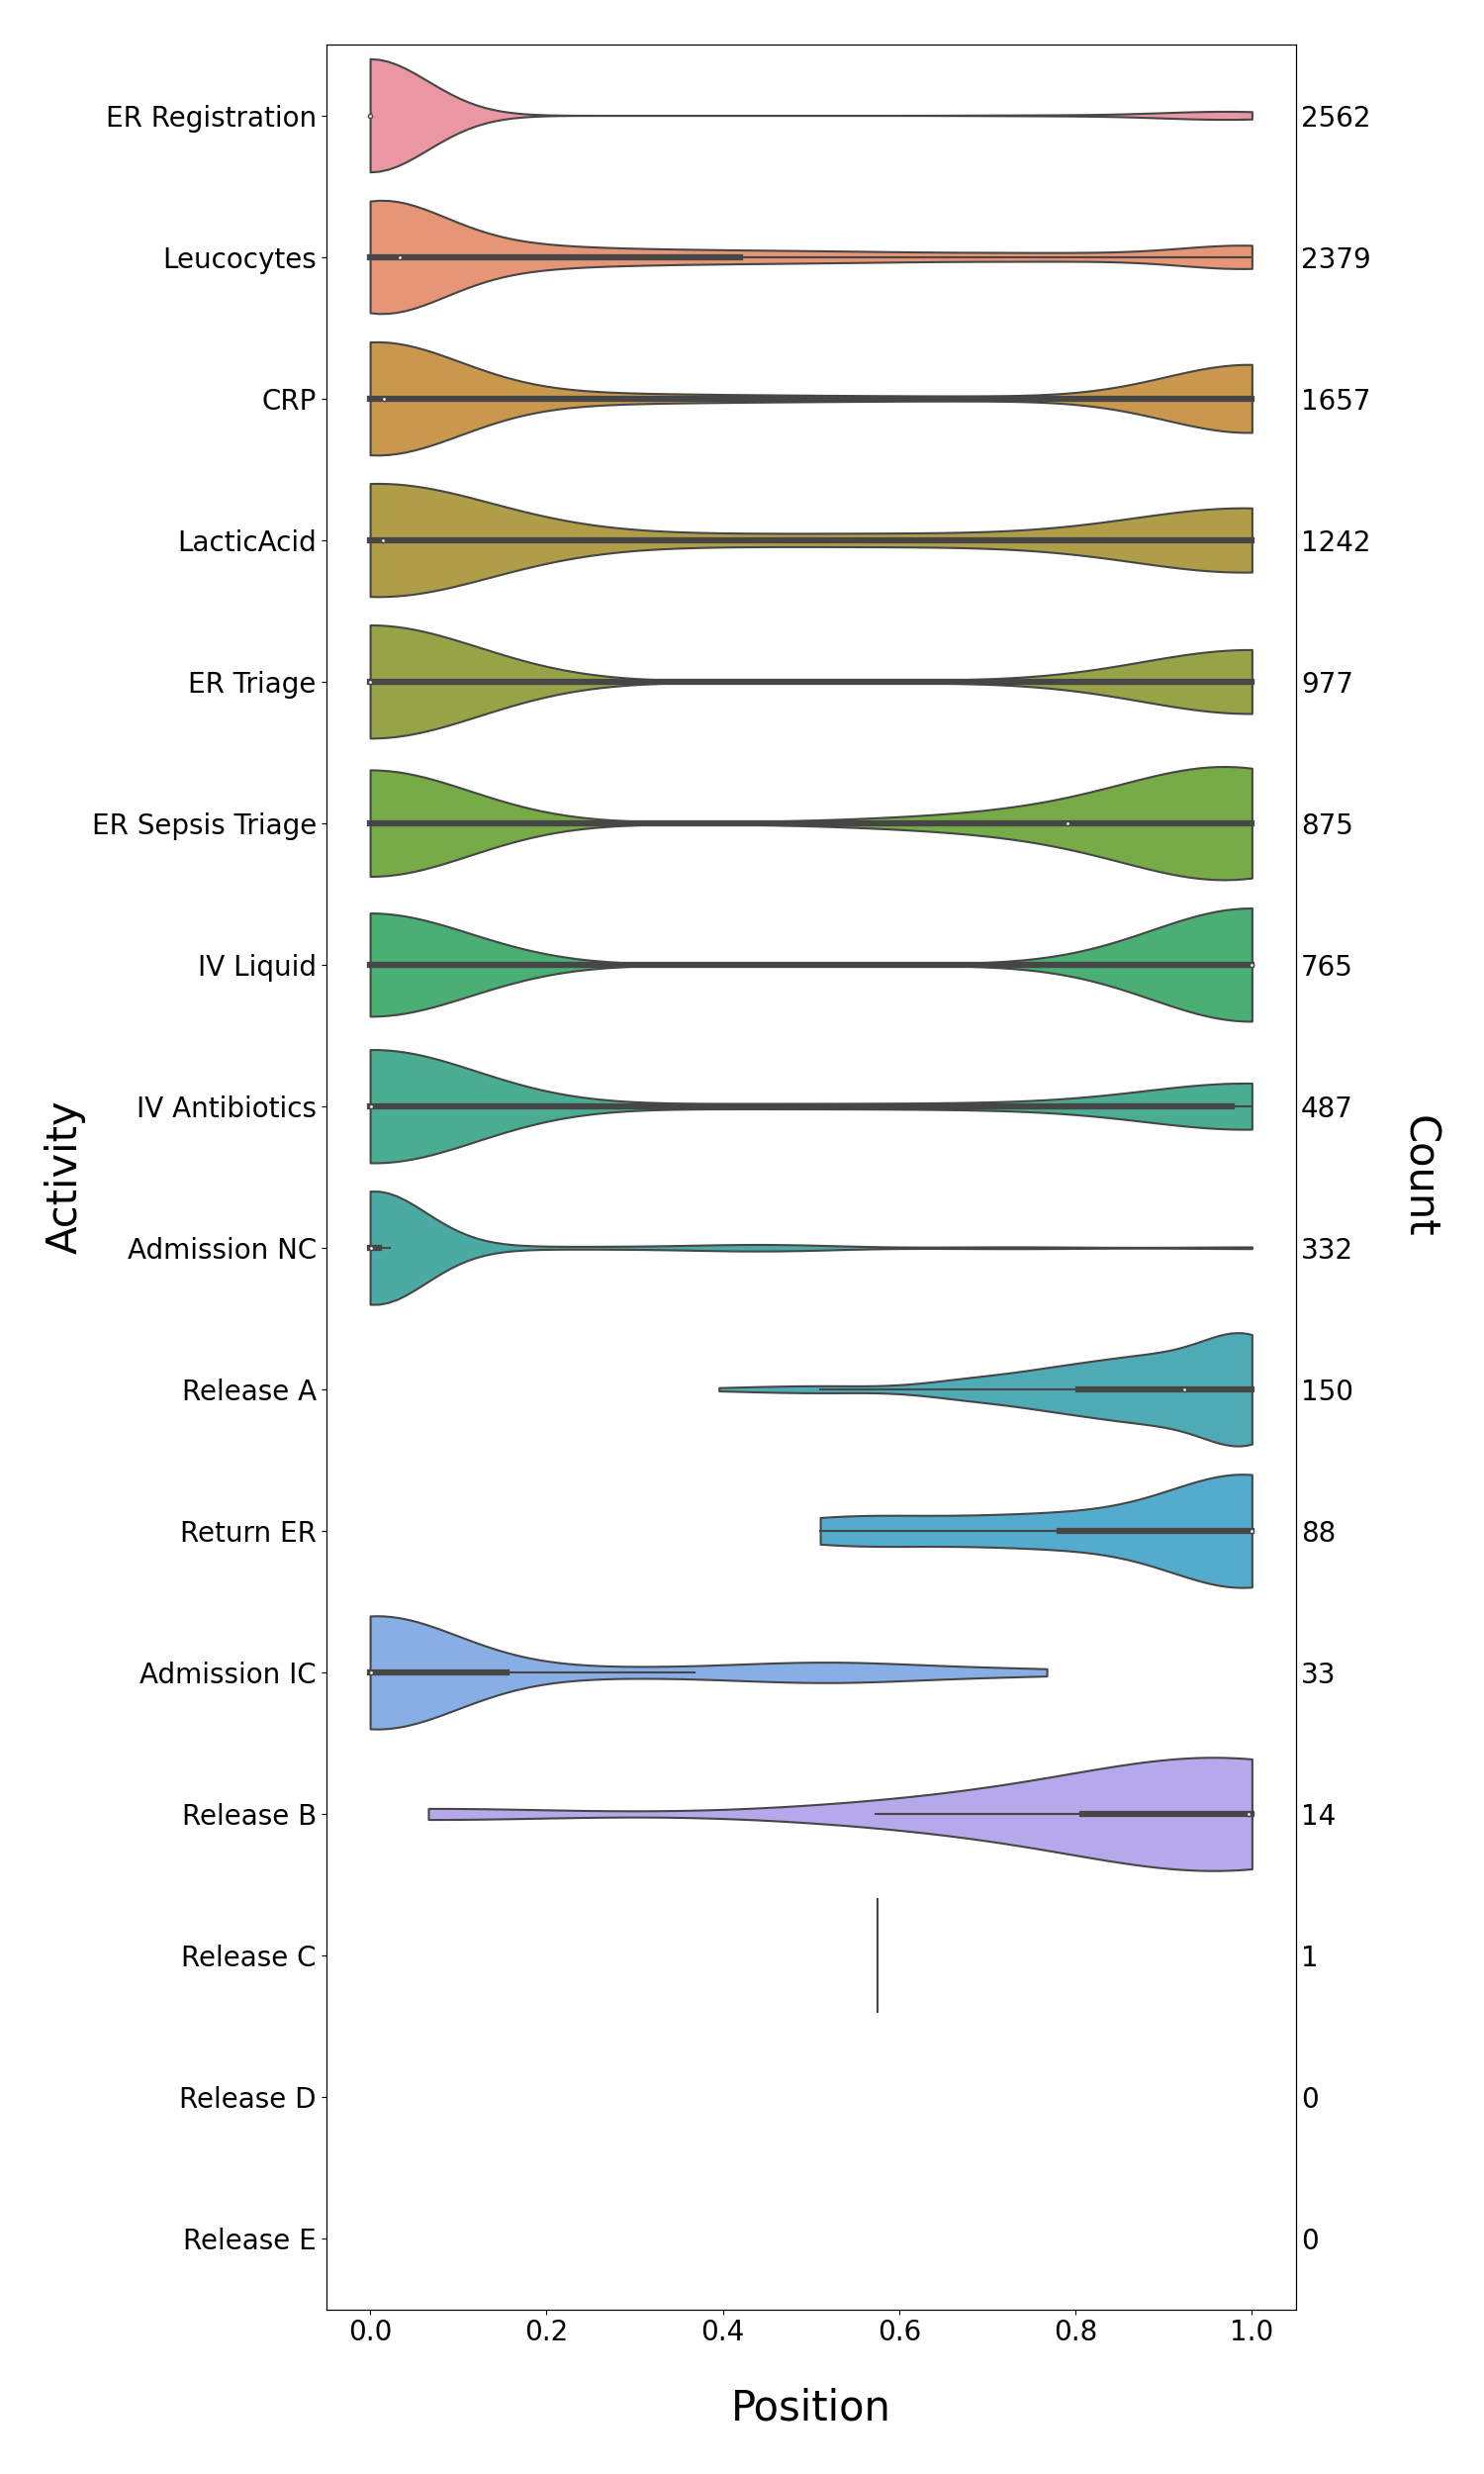 ER Registration 2562
Leucocytes 2379
CRP 1657
LacticAcid 1242
ER Triage 977
ER Sepsis Triage 875
IV Liquid 765
IV Antibiotics 487
Activity
Count
Admission NC 332
Release A 150
Return ER 88
Admission IC 33
Release B 14
Release C 1
Release D 0
Release E 0
0.0 0.2 0.4 0.6 0.8 1.0
Position